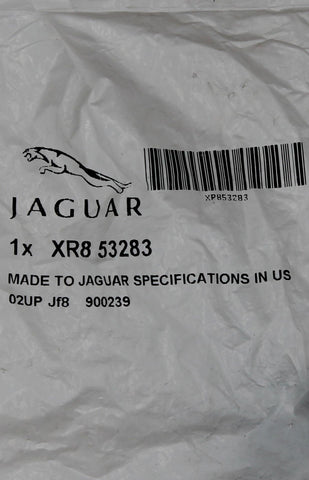 XR853283
JAGUAR
1x XR8 53283
MADE TO JAGUAR SPECIFICATIONS IN US
02UP Jf8 900239